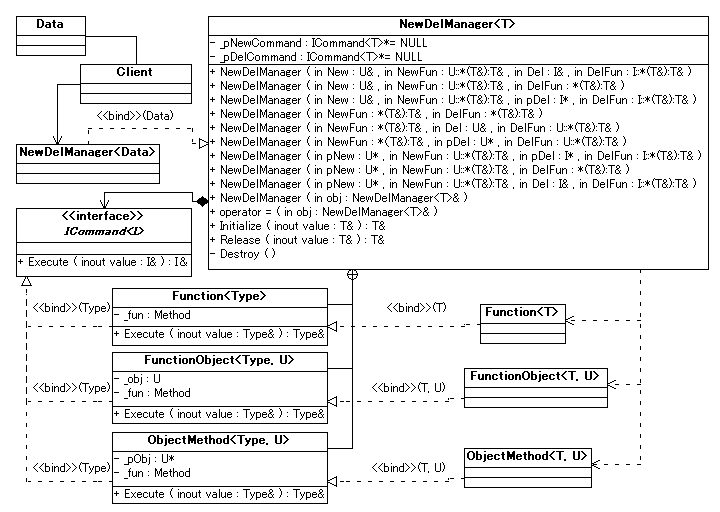 Data
Client
<<bind>>(Data)
NewDelManager<Data>
NewDelManager<T>
- _pNewCommand : ICommand<T>*= NULL
- _pDelCommand : ICommand<T>*= NULL
+ NewDelManager ( in New : U& , in NewFun : U::*(T&):T& , in Del : I& , in DelFun : I::*(T&):T& )
+ NewDelManager ( in New : U& , in NewFun : U::*(T&):T& , in pDel : I* , in DelFun : I::*(T&):T& )
+ NewDelManager ( in New : U& , in NewFun : U::*(T&):T& , in DelFun : *(T&):T& )
+ NewDelManager ( in NewFun : *(T&):T& , in DelFun : *(T&):T& )
+ NewDelManager ( in NewFun : *(T&):T& , in Del : U& , in DelFun : U::*(T&):T& )
+ NewDelManager ( in NewFun : *(T&):T& , in pDel : U* , in DelFun : U::*(T&):T& )
+ NewDelManager ( in pNew : U* , in NewFun : U::*(T&):T& , in pDel : I* , in DelFun : I::*(T&):T& )
+ NewDelManager ( in pNew : U* , in NewFun : U::*(T&):T& , in DelFun : *(T&):T& )
+ NewDelManager ( in pNew : U* , in NewFun : U::*(T&):T& , in Del : I& , in DelFun : I::*(T&):T& )
+ NewDelManager ( in obj : NewDelManager<T>& )
+ operator = ( in obj : NewDelManager<T>& )
+ Initialize ( inout value : T& ) : T&
+ Release ( inout value : T& ) : T&
- Destroy ( )
<<interface>>
ICommand<I>
+ Execute ( inout value : I& ) : I&
<<bind>>(Type)
Function<Type>
- _fun : Method
+ Execute ( inout value : Type& ) : Type&
<<bind>>(T)
Function<T>
<<bind>>(Type)
FunctionObject<Type, U>
- _obj : U
- _fun : Method
+ Execute ( inout value : Type& ) : Type&
<<bind>>(T, U)
FunctionObject<T, U>
<<bind>>(Type)
ObjectMethod<Type, U>
- _pObj : U*
- _fun : Method
+ Execute ( inout value : Type& ) : Type&
<<bind>>(T, U)
ObjectMethod<T, U>